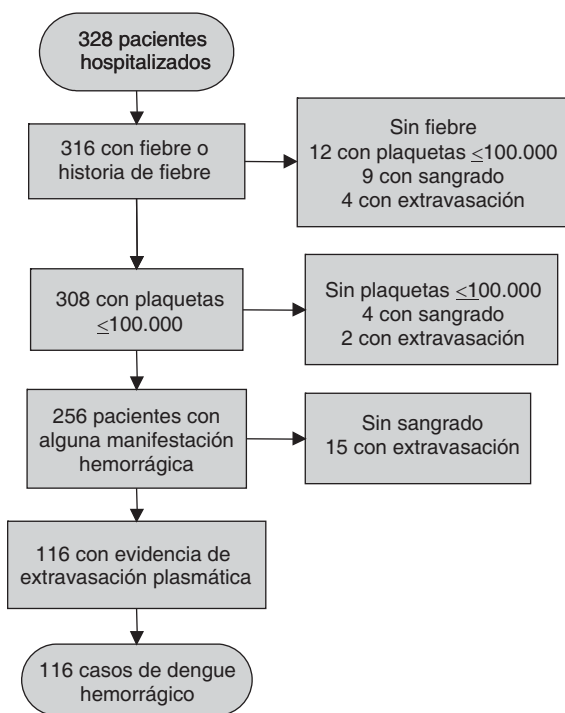 328 pacientes
hospitalizados
316 con fiebre o
historia de fiebre
Sin fiebre
12 con plaquetas ≤100.000
9 con sangrado
4 con extravasación
308 con plaquetas
≤100.000
Sin plaquetas ≤100.000
4 con sangrado
2 con extravasación
256 pacientes con
alguna manifestación
hemorrágica
Sin sangrado
15 con extravasación
116 con evidencia de
extravasación plasmática
116 casos de dengue
hemorrágico